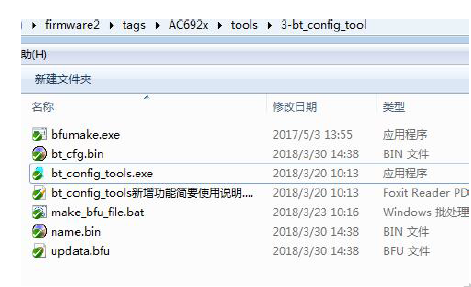 firmware2 ▸ tags ▸ AC692x ▸ tools ▸ 3-bt_config_tool
助(H)
新建文件夹
名称 修改日期 类型
bfumake.exe 2017/5/3 13:55 应用程序
bt_cfg.bin 2018/3/30 14:38 BIN 文件
bt_config_tools.exe 2018/3/20 10:13 应用程序
bt_config_tools新增功能简要使用说明.... 2018/3/20 10:13 Foxit Reader PD
make_bfu_file.bat 2018/3/23 10:16 Windows 批处理
name.bin 2018/3/30 14:38 BIN 文件
updata.bfu 2018/3/30 14:38 BFU 文件